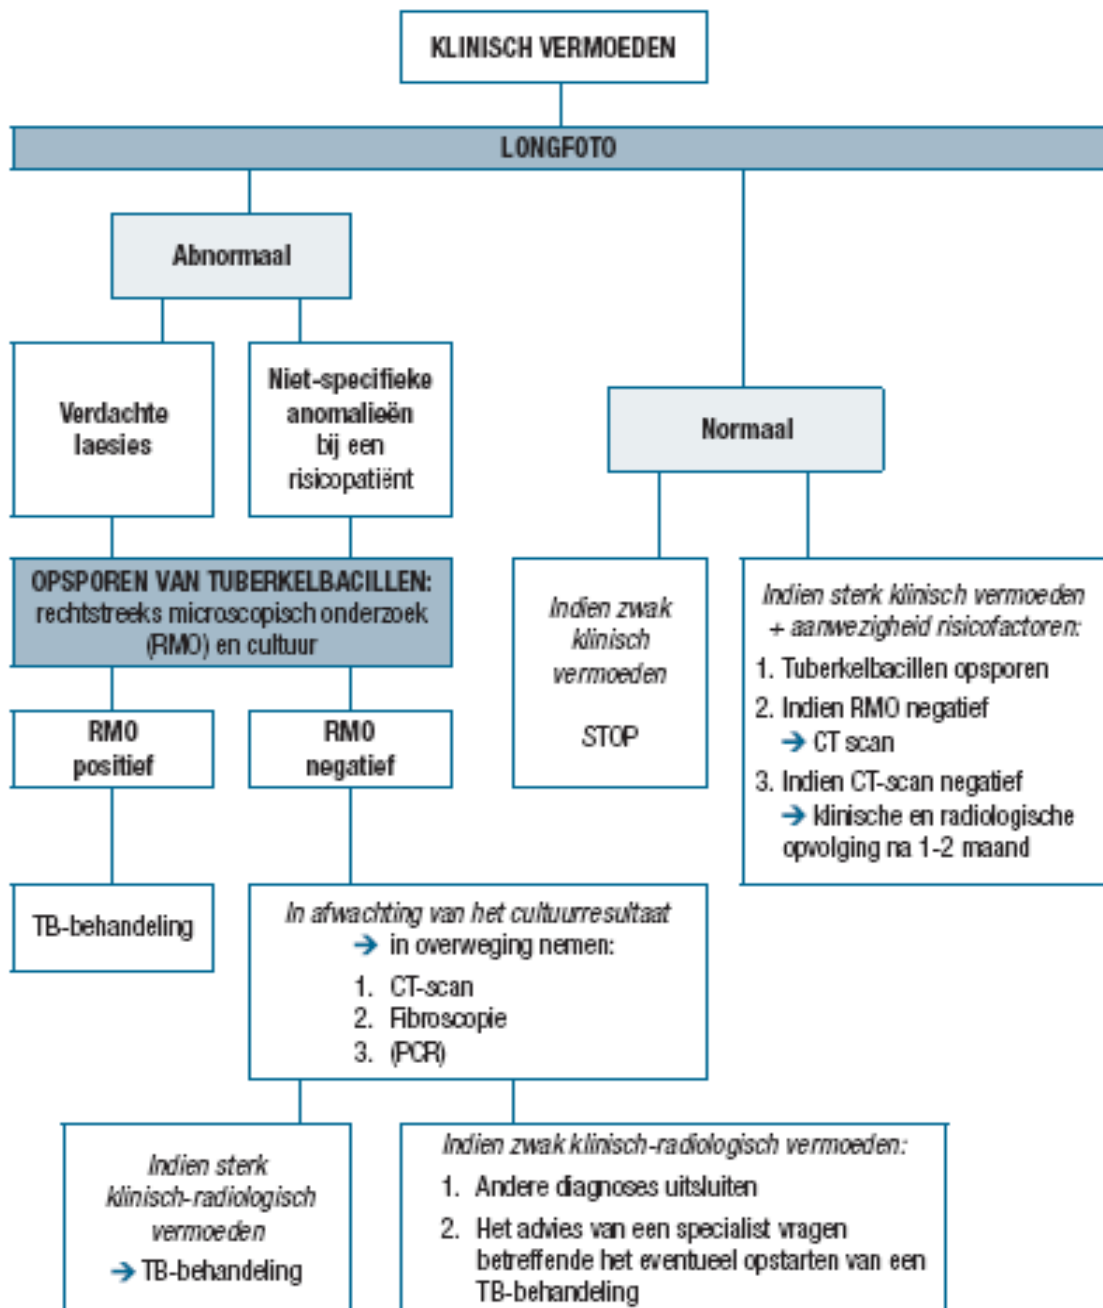 KLINISCH VERMOEDEN
LONGFOTO
Abnormaal
Verdachte
laesies
Niet-specifieke
anomalieën
bij een
risicopatiënt
OPSPOREN VAN TUBERKELBACILLEN:
rechtstreeks microscopisch onderzoek
(RMO) en cultuur
RMO
positief
RMO
negatief
TB-behandeling
In afwachting van het cultuurresultaat
→ in overweging nemen:
1. CT-scan
2. Fibroscopie
3. (PCR)
Indien sterk
klinisch-radiologisch
vermoeden
→ TB-behandeling
Indien zwak klinisch-radiologisch vermoeden:
1. Andere diagnoses uitsluiten
2. Het advies van een specialist vragen
betreffende het eventueel opstarten van een
TB-behandeling
Normaal
Indien zwak
klinisch
vermoeden
STOP
Indien sterk klinisch vermoeden
+ aanwezigheid risicofactoren:
1. Tuberkelbacillen opsporen
2. Indien RMO negatief
→ CT scan
3. Indien CT-scan negatief
→ klinische en radiologische
opvolging na 1-2 maand